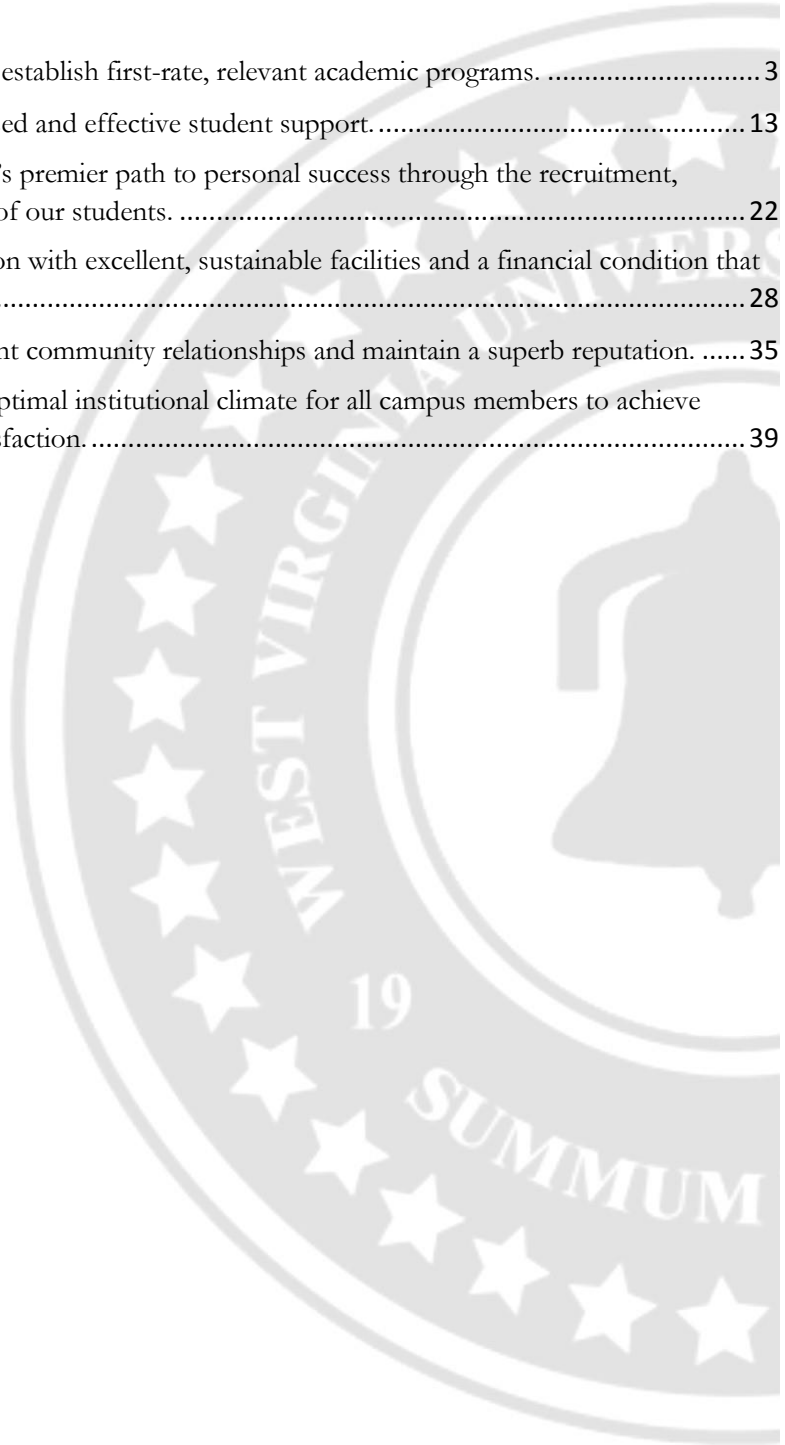 establish first-rate, relevant academic programs. ........................................ 3
ed and effective student support. ........................................ 13
's premier path to personal success through the recruitment,
of our students. ........................................ 22
on with excellent, sustainable facilities and a financial condition that
........................................ 28
nt community relationships and maintain a superb reputation. ...... 35
ptimal institutional climate for all campus members to achieve
sfaction. ........................................ 39
WEST VIRGINIA UNIVERS
19
SUMMUM